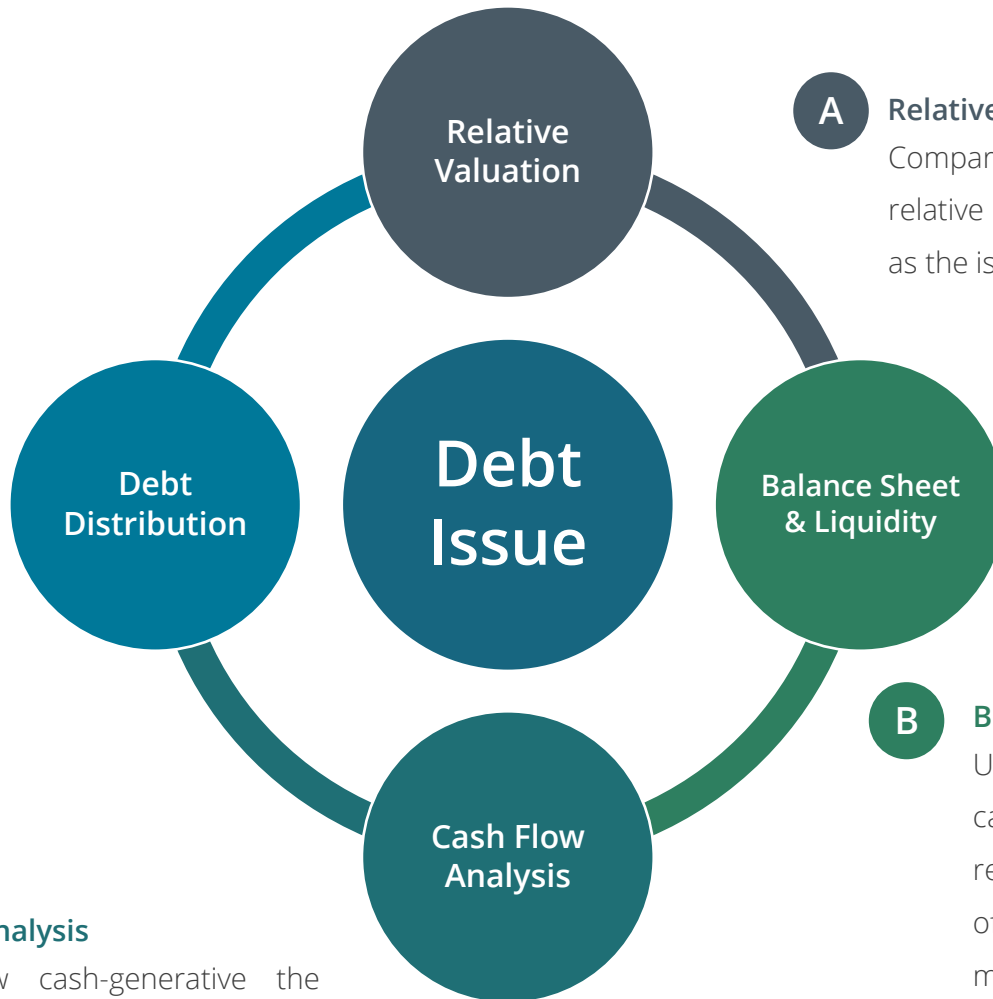 Relative
Valuation
A
Relative
Compar
relative
as the is
Debt
Distribution
Debt
Issue
Balance Sheet
& Liquidity
B
B
U
ca
re
of
m
Cash Flow
Analysis
nalysis
w cash-generative the